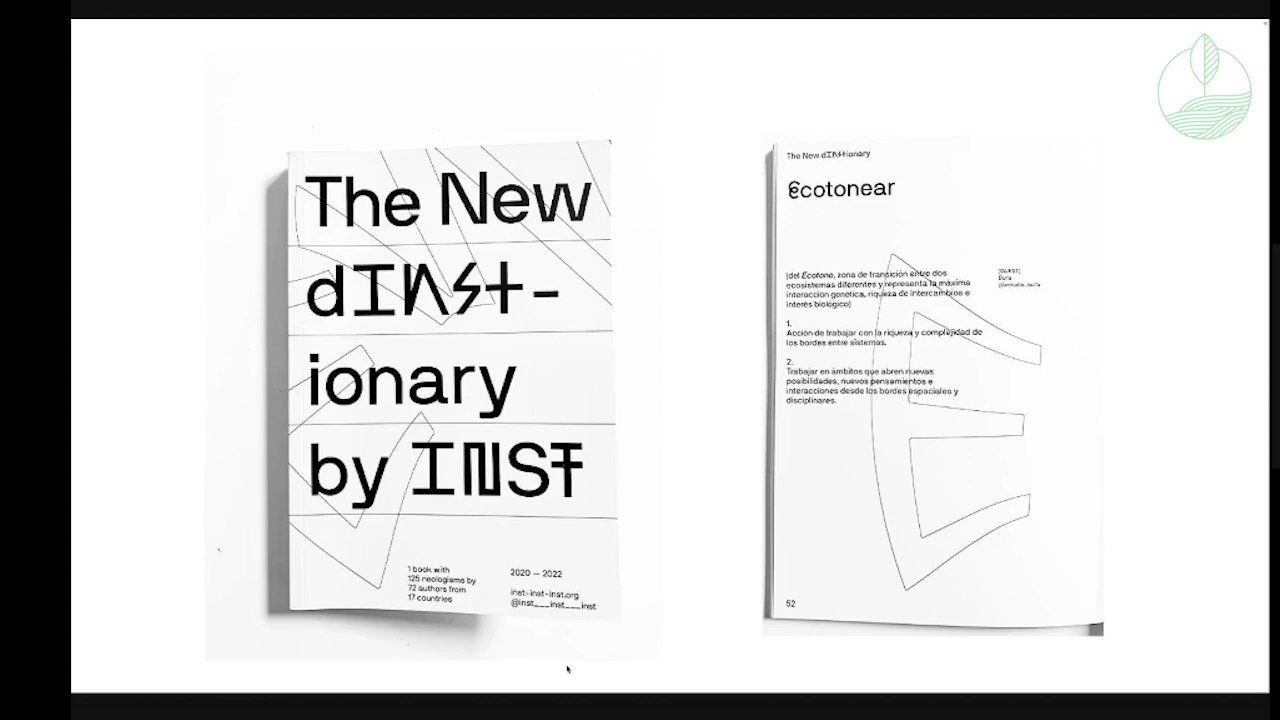 The New
dINST-
ionary
by INST
1 book with
125 neologisms by
72 authors from
17 countries
2020 — 2022
inst-inst-inst.org
@inst___inst___inst
The New dINSTionary
Ecotonear
(del Ecotono, zona de transición entre dos
ecosistemas diferentes y representa la máxima
interacción genética, riqueza de intercambios e
interés biológico)
1.
Acción de trabajar con la riqueza y complejidad de
los bordes entre sistemas.
2.
Trabajar en ámbitos que abren nuevas
posibilidades, nuevos pensamientos e
interacciones desde los bordes espaciales y
disciplinares.
52